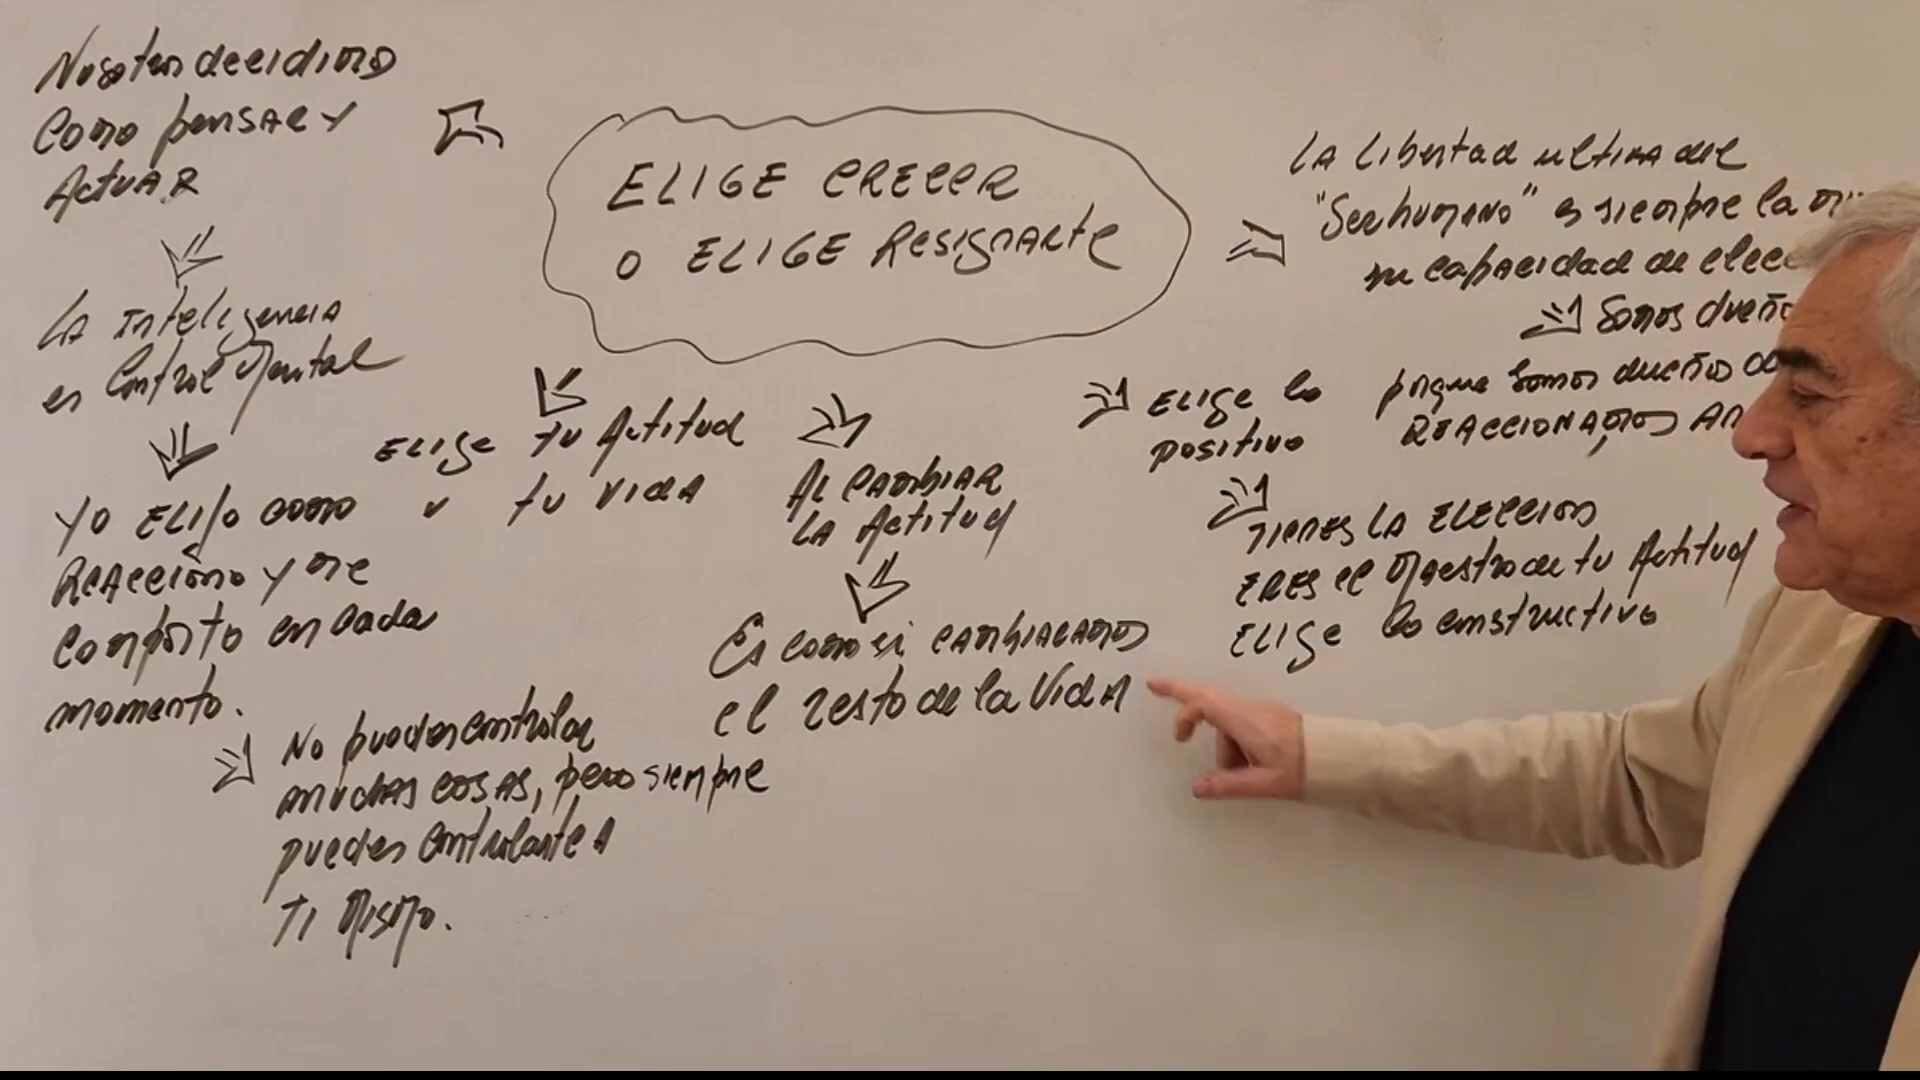 ELIGE CRECER
O ELIGE RESIGNARTE
Nosotros decidimos
como pensar y
Actuar
La Inteligencia
es Control Mental
Yo ELIJO como
Reacciono y me
comporto en cada
momento.
No puedes controlar
muchas cosas, pero siempre
puedes controlarte A
TI Mismo.
ELIge tu Actitud
y tu vida
Al cambiar
la Actitud
Es como si cambiaramos
el resto de la Vida
Elige lo
positivo
TIENES LA ELECCION
ERES el Maestro de tu Actitud
ELIge lo constructivo
La libertad ultima del
"Ser humano" es siempre la
su capacidad de
Somos
porque somos dueños
REACCIONAMOS